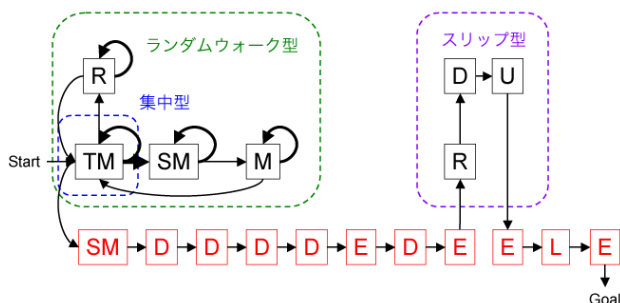 ランダムウォーク型
スリップ型
R
D U
集中型
Start TM SM M R
SM D D D D E D E E L E
Goal